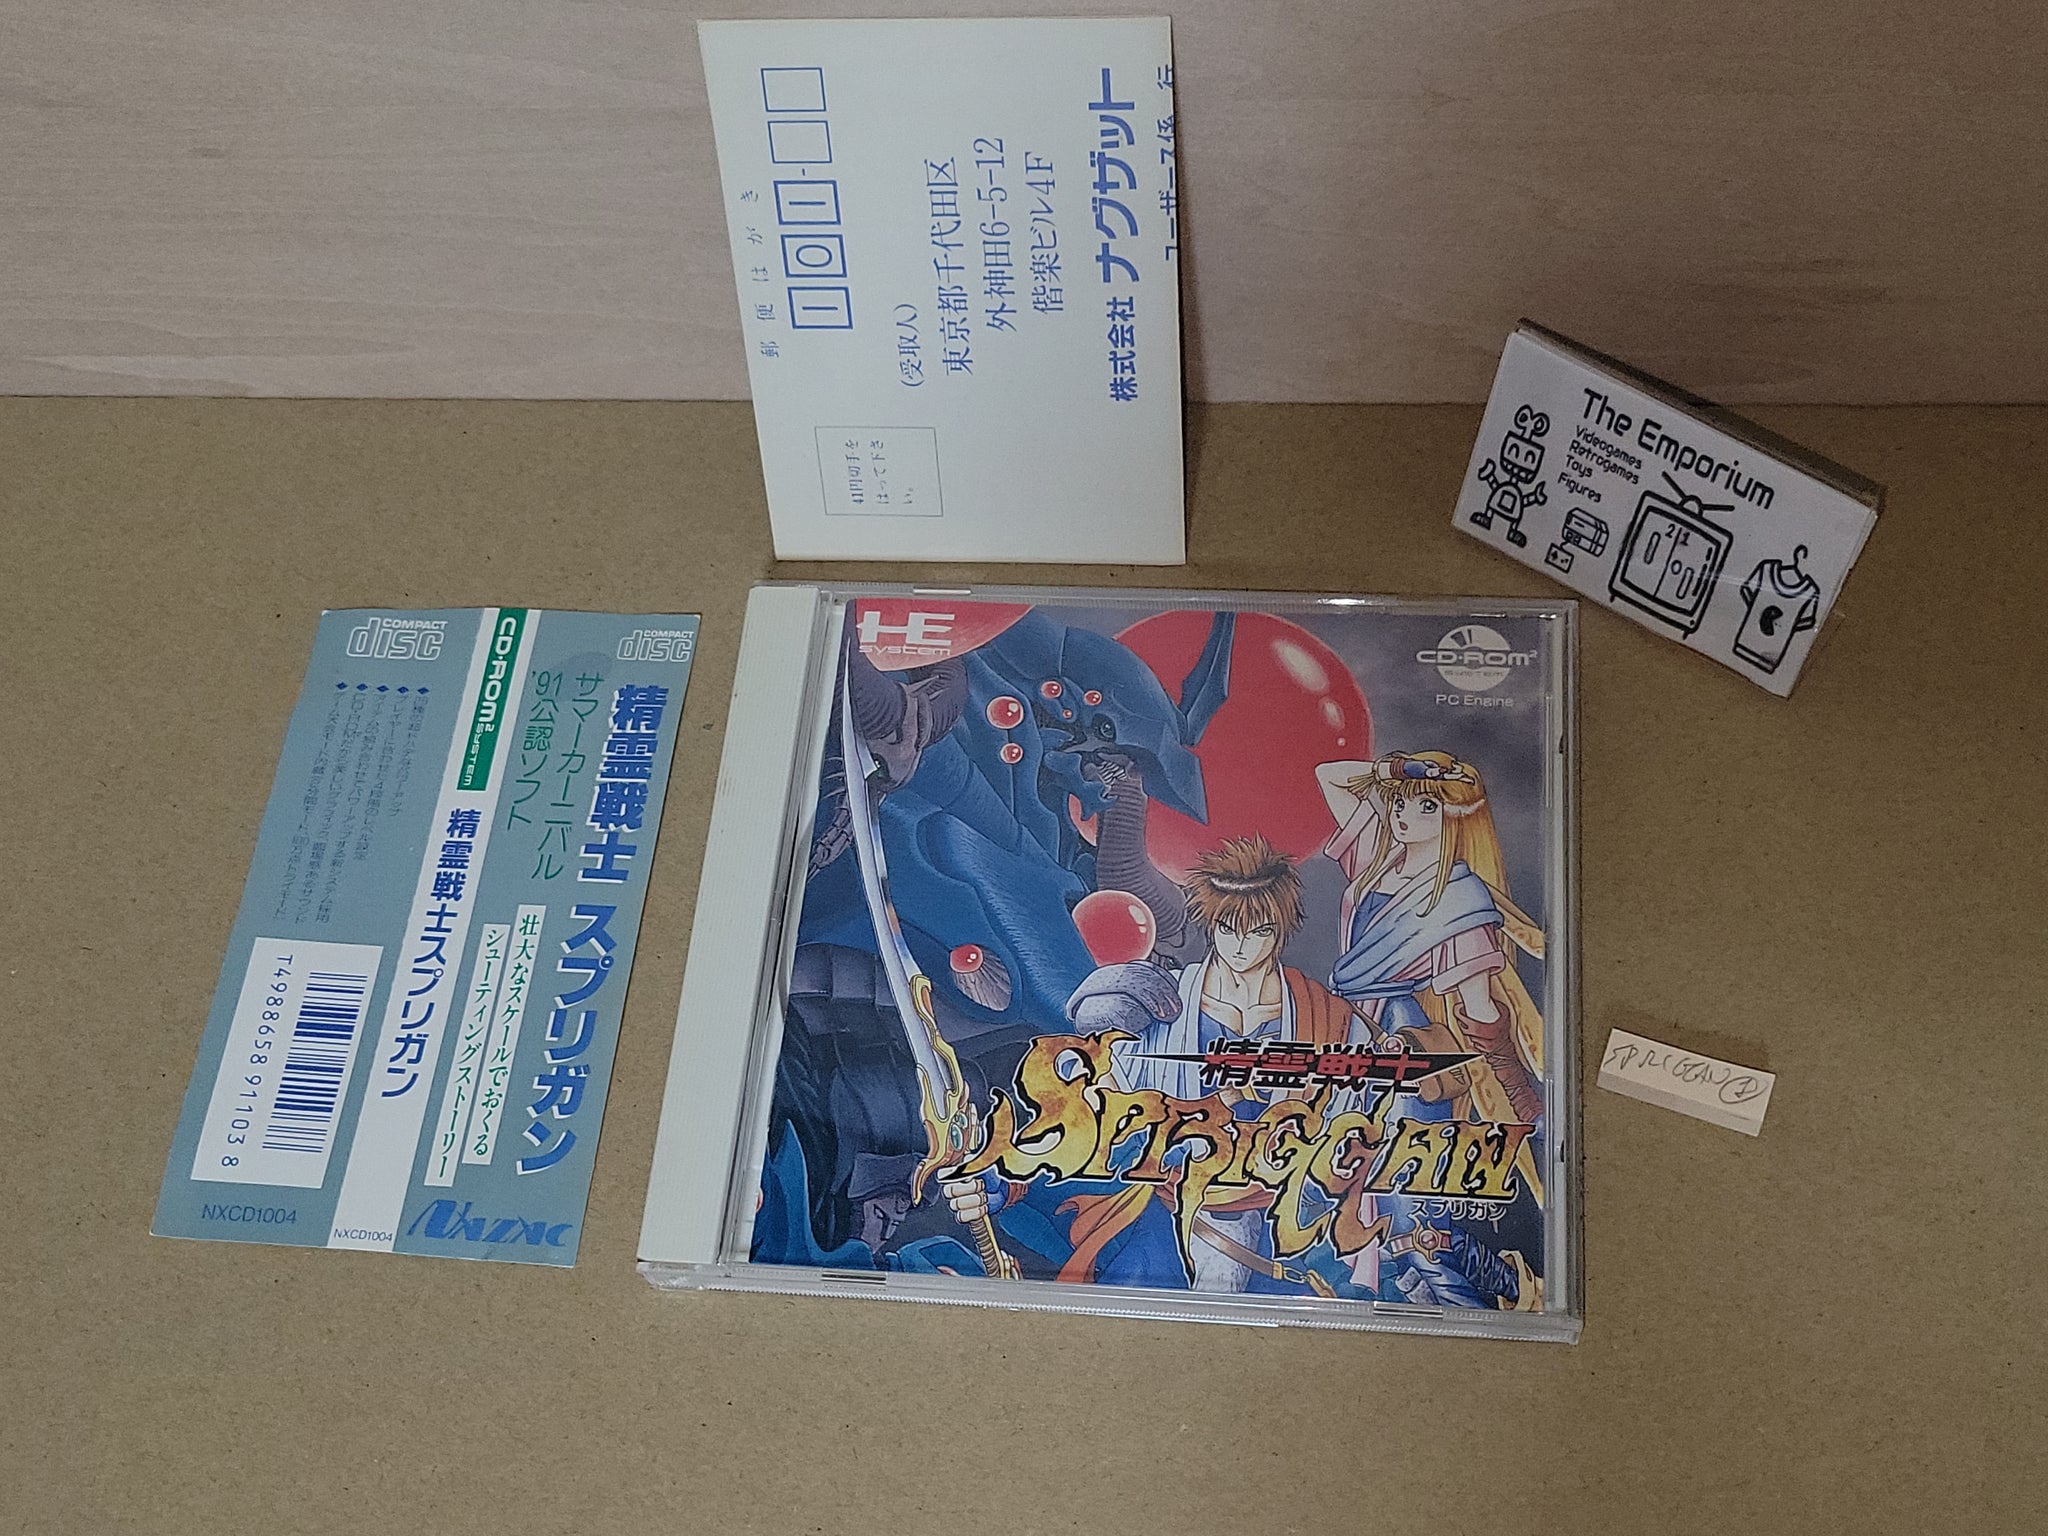 郵便はがき
101-
(受取人)
東京都千代田区
外神田6-5-12
偕楽ビル4F
株式会社 ナグザット
ユーザース係 行
41円切手を
はって下さ
い。
The Emporium
Videogames
Retrogames
Toys
Figures
21
COMPACT
disc
CD-ROM²
SYSTEM
COMPACT
disc
サマーカーニバル
'91公認ソフト
精霊戦士 スプリガン
壮大なスケールでおくる
シューティングストーリー
NAXAT
精霊戦士スプリガン
NXCD1004
T4988658 911038
NXCD1004
HE
system
CD-ROM²
SYSTEM
PC Engine
精霊戦士
SPRIGGAN
スプリガン
SPRIGGAN